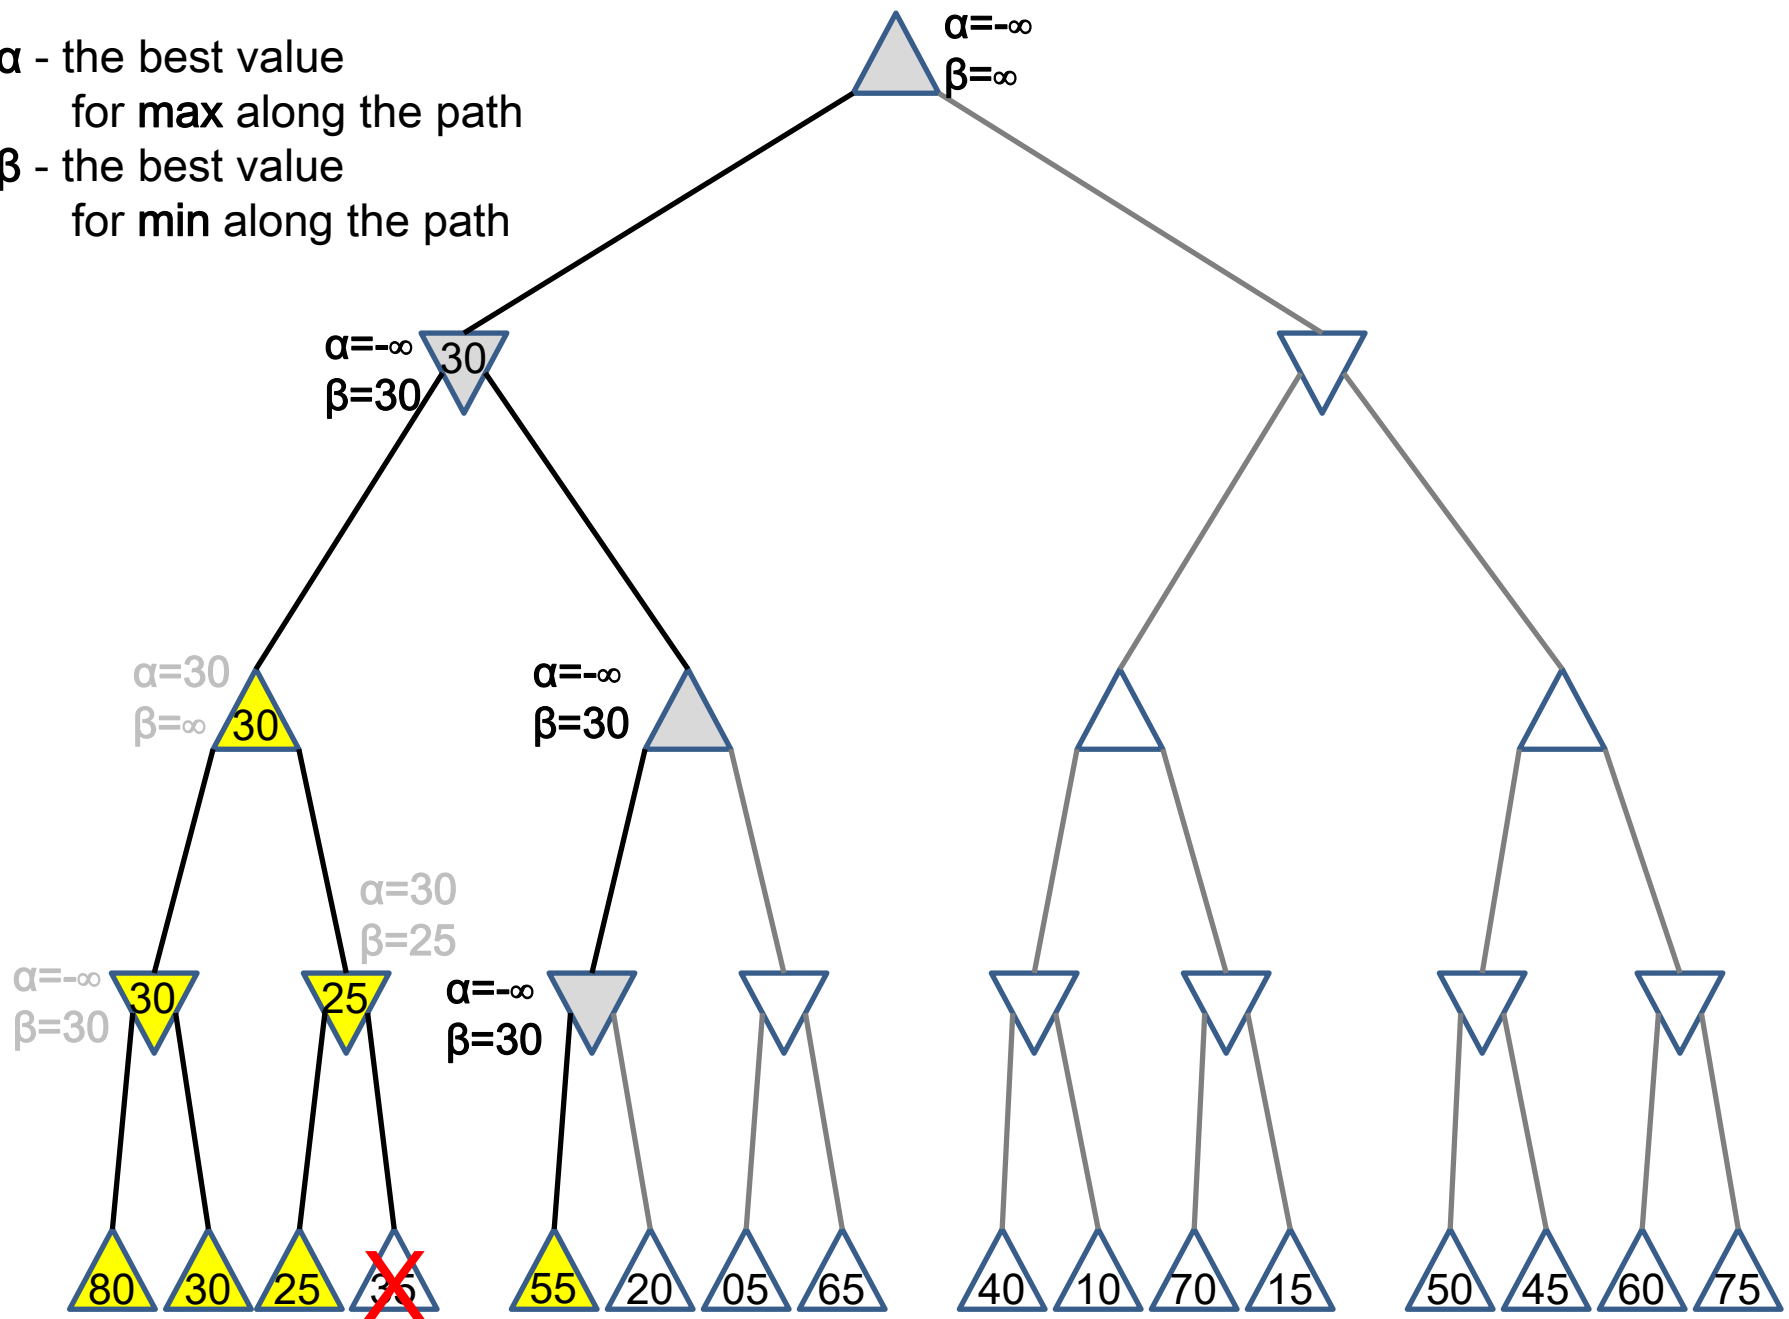 α - the best value
for max along the path
β - the best value
for min along the path
α=-∞
β=∞
α=-∞
β=30
30
α=30
β=∞
30
α=-∞
β=30
α=30
β=25
α=-∞
β=30
30
25
α=-∞
β=30
80 30 25 35 55 20 05 65 40 10 70 15 50 45 60 75